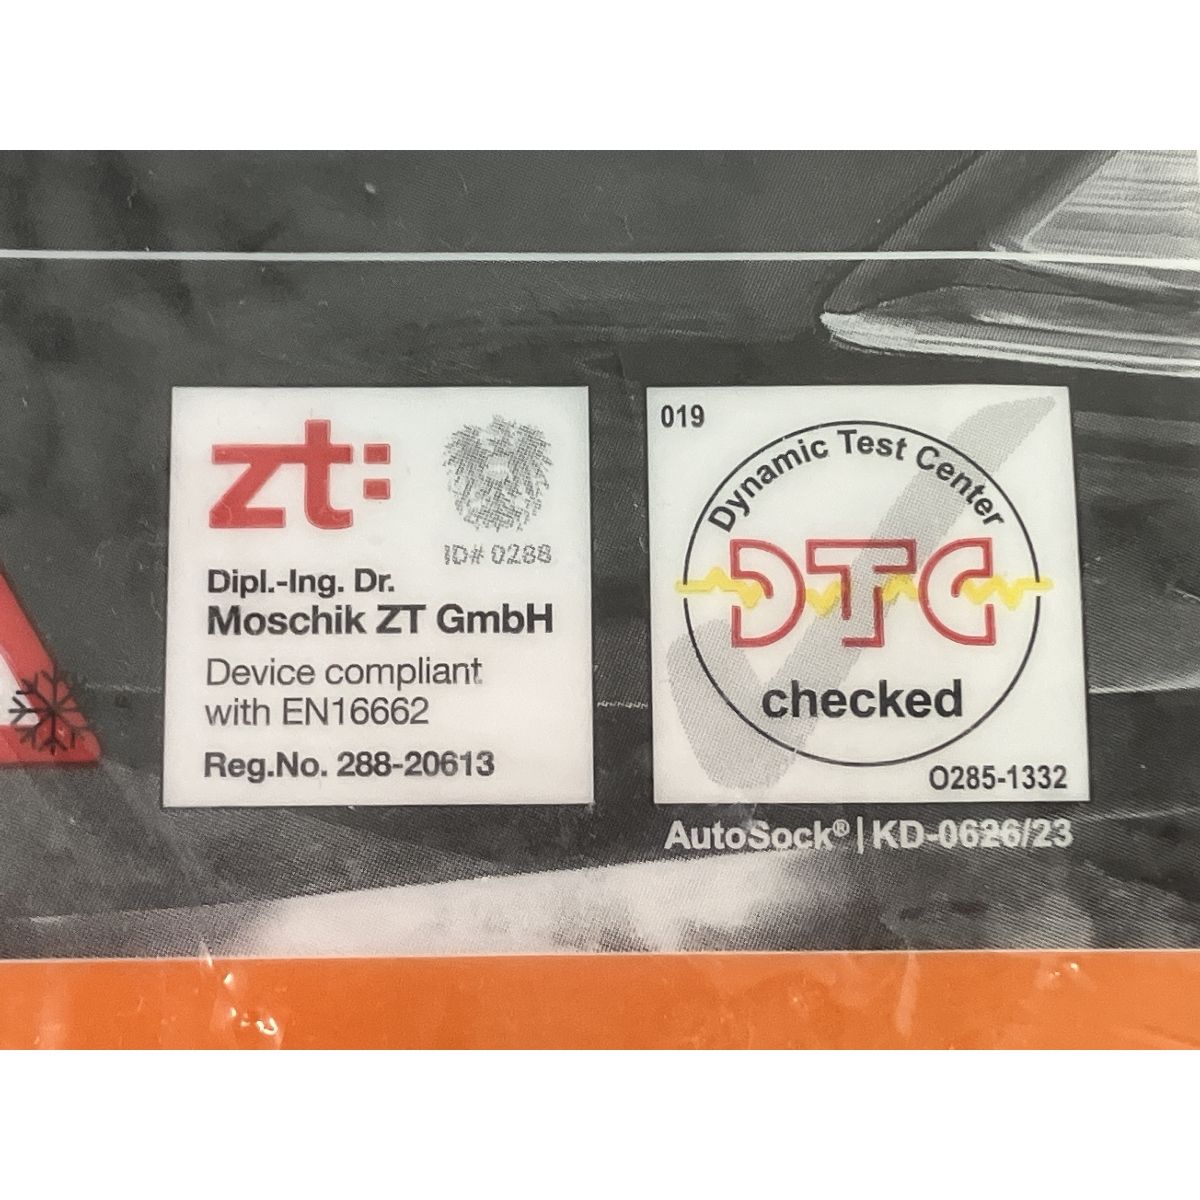 zt:
ID# 0288
Dipl.-Ing. Dr.
Moschik ZT GmbH
Device compliant
with EN16662
Reg.No. 288-20613
019
Dynamic Test Center
DTC
checked
O285-1332
AutoSock® | KD-0626/23